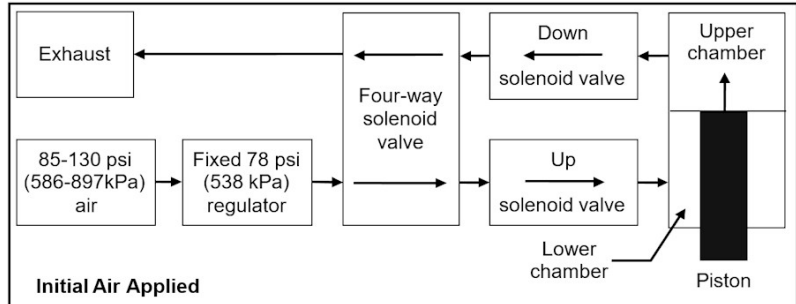 Exhaust
Down
solenoid valve
Upper
chamber
Four-way
solenoid
valve
85-130 psi
(586-897kPa)
air
Fixed 78 psi
(538 kPa)
regulator
Up
solenoid valve
Lower
chamber
Piston
Initial Air Applied